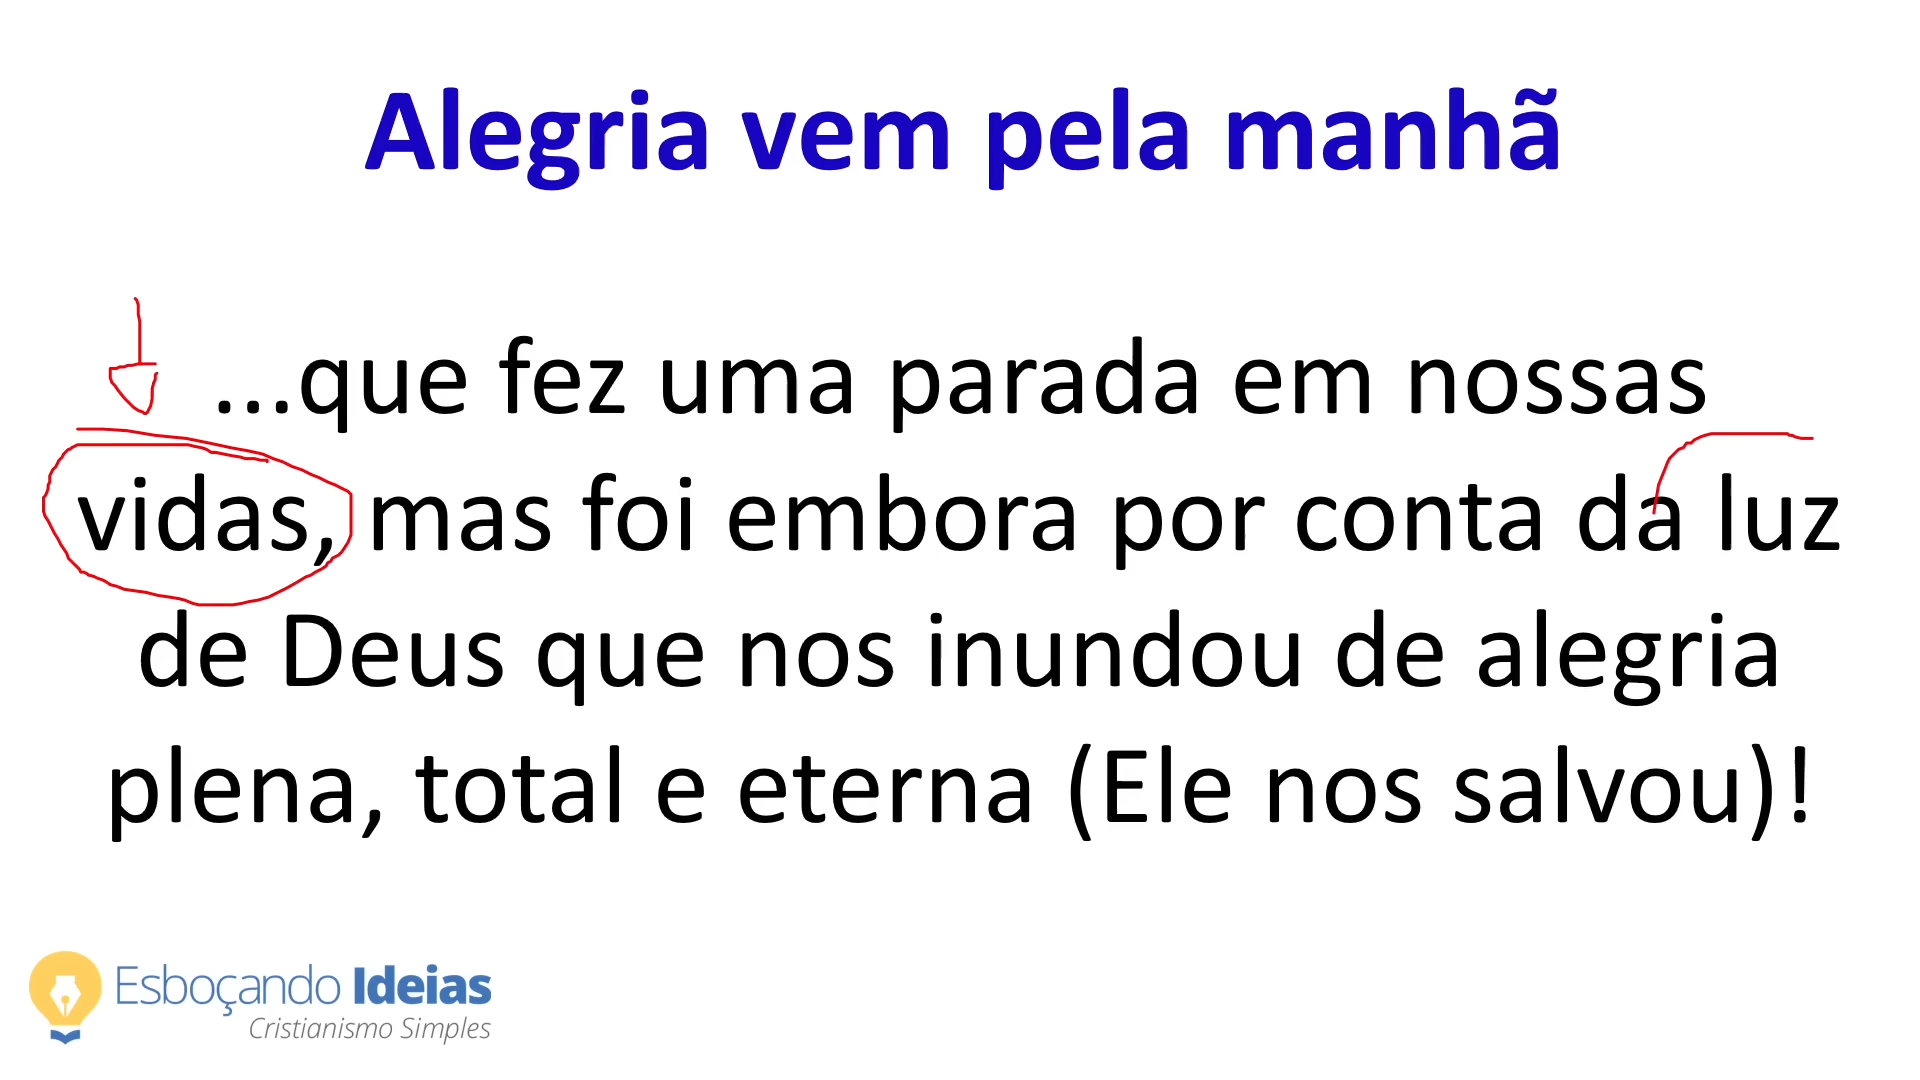 Alegria vem pela manhã
...que fez uma parada em nossas
vidas, mas foi embora por conta da luz
de Deus que nos inundou de alegria
plena, total e eterna (Ele nos salvou)!
Esboçando Ideias
Cristianismo Simples